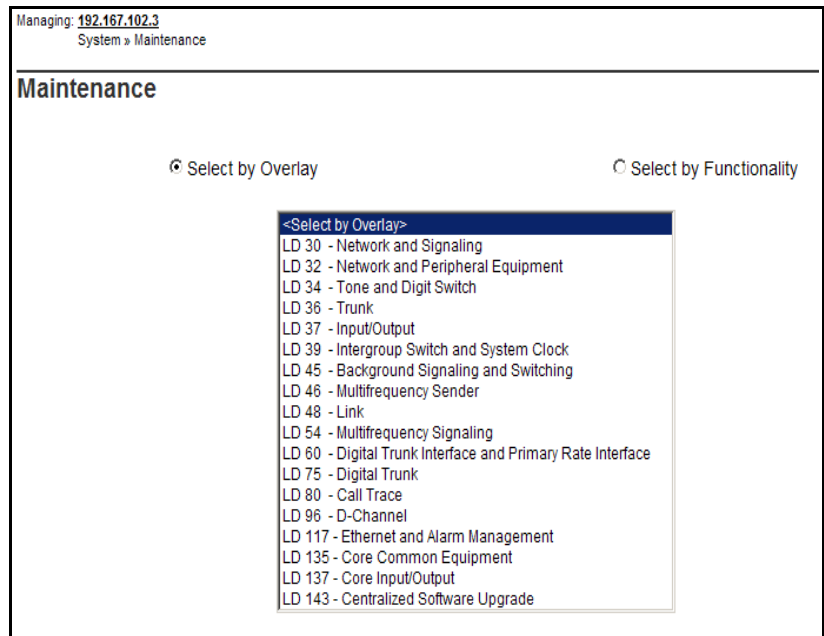 Managing: 192.167.102.3
System » Maintenance
Maintenance
Select by Overlay
Select by Functionality
<Select by Overlay>
LD 30 - Network and Signaling
LD 32 - Network and Peripheral Equipment
LD 34 - Tone and Digit Switch
LD 36 - Trunk
LD 37 - Input/Output
LD 39 - Intergroup Switch and System Clock
LD 45 - Background Signaling and Switching
LD 46 - Multifrequency Sender
LD 48 - Link
LD 54 - Multifrequency Signaling
LD 60 - Digital Trunk Interface and Primary Rate Interface
LD 75 - Digital Trunk
LD 80 - Call Trace
LD 96 - D-Channel
LD 117 - Ethernet and Alarm Management
LD 135 - Core Common Equipment
LD 137 - Core Input/Output
LD 143 - Centralized Software Upgrade